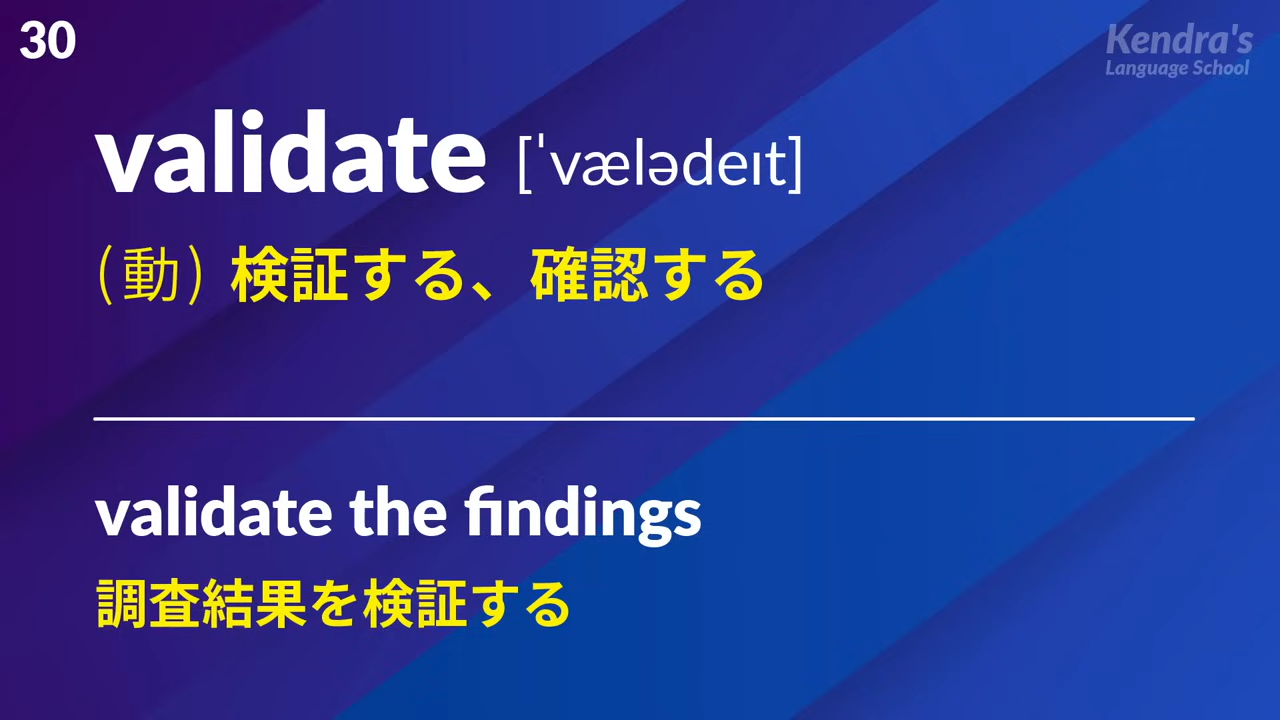 30
Kendra's
Language School
validate [ˈvælədeɪt]
(動) 検証する、確認する
validate the findings
調査結果を検証する